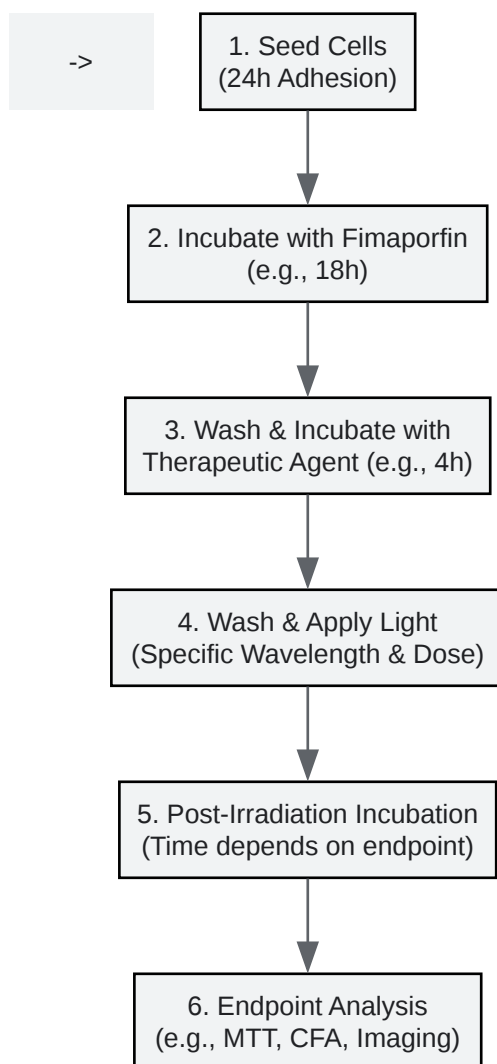 ->
1. Seed Cells
(24h Adhesion)
2. Incubate with Fimaporfin
(e.g., 18h)
3. Wash & Incubate with
Therapeutic Agent (e.g., 4h)
4. Wash & Apply Light
(Specific Wavelength & Dose)
5. Post-Irradiation Incubation
(Time depends on endpoint)
6. Endpoint Analysis
(e.g., MTT, CFA, Imaging)